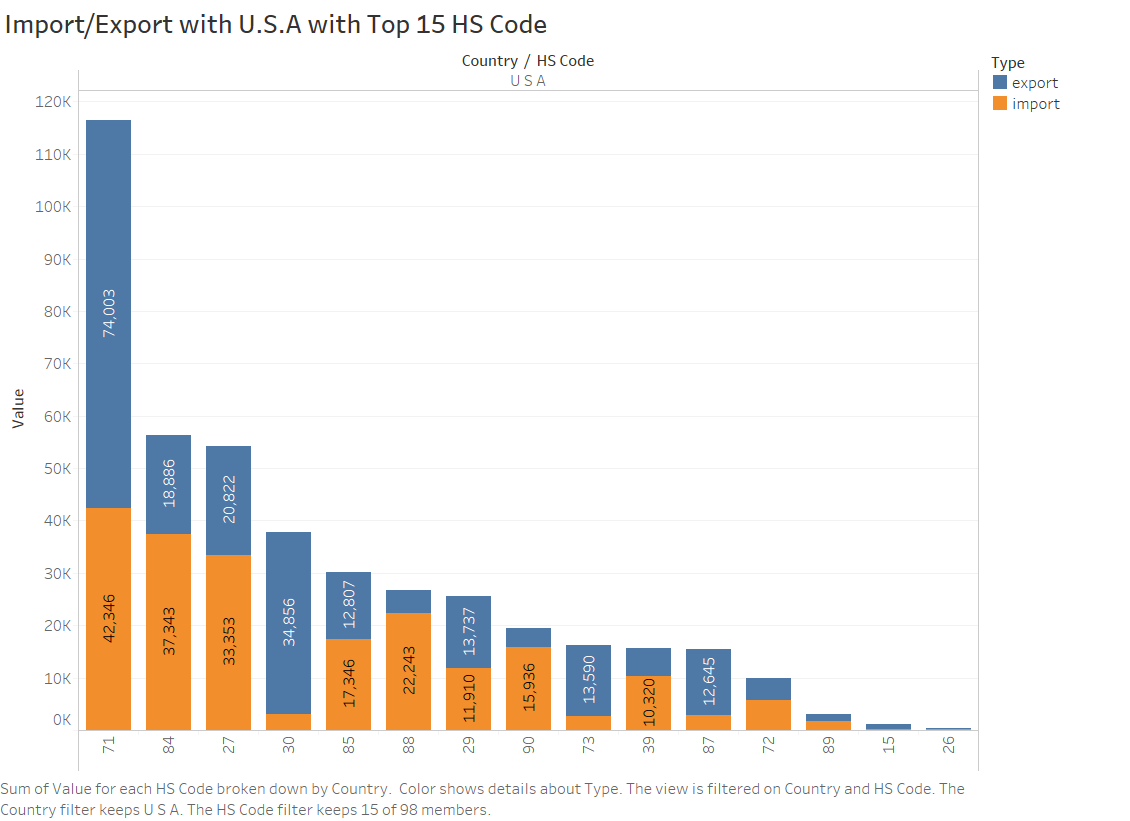 Import/Export with U.S.A with Top 15 HS Code
Country / HS Code
U S A
Type
export
import
Value
120K
110K
100K
90K
80K
70K
60K
50K
40K
30K
20K
10K
0K
74,003
42,346
18,886
37,343
20,822
33,353
34,856
12,807
17,346
22,243
13,737
11,910
15,936
13,590
10,320
12,645
71 84 27 30 85 88 29 90 73 39 87 72 89 15 26
Sum of Value for each HS Code broken down by Country.  Color shows details about Type. The view is filtered on Country and HS Code. The
Country filter keeps U S A. The HS Code filter keeps 15 of 98 members.